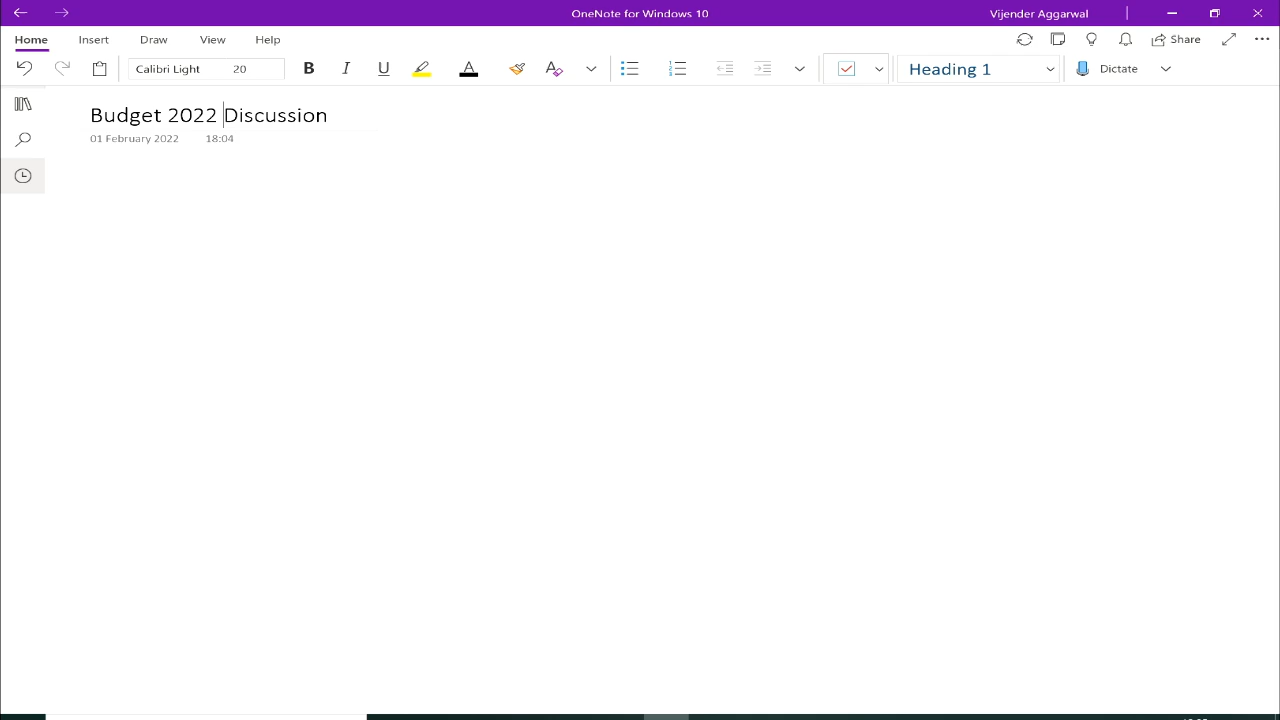 OneNote for Windows 10
Vijender Aggarwal
Home Insert Draw View Help
Share
Calibri Light 20
B I U A A
Heading 1
Dictate
Budget 2022 Discussion
01 February 2022 18:04